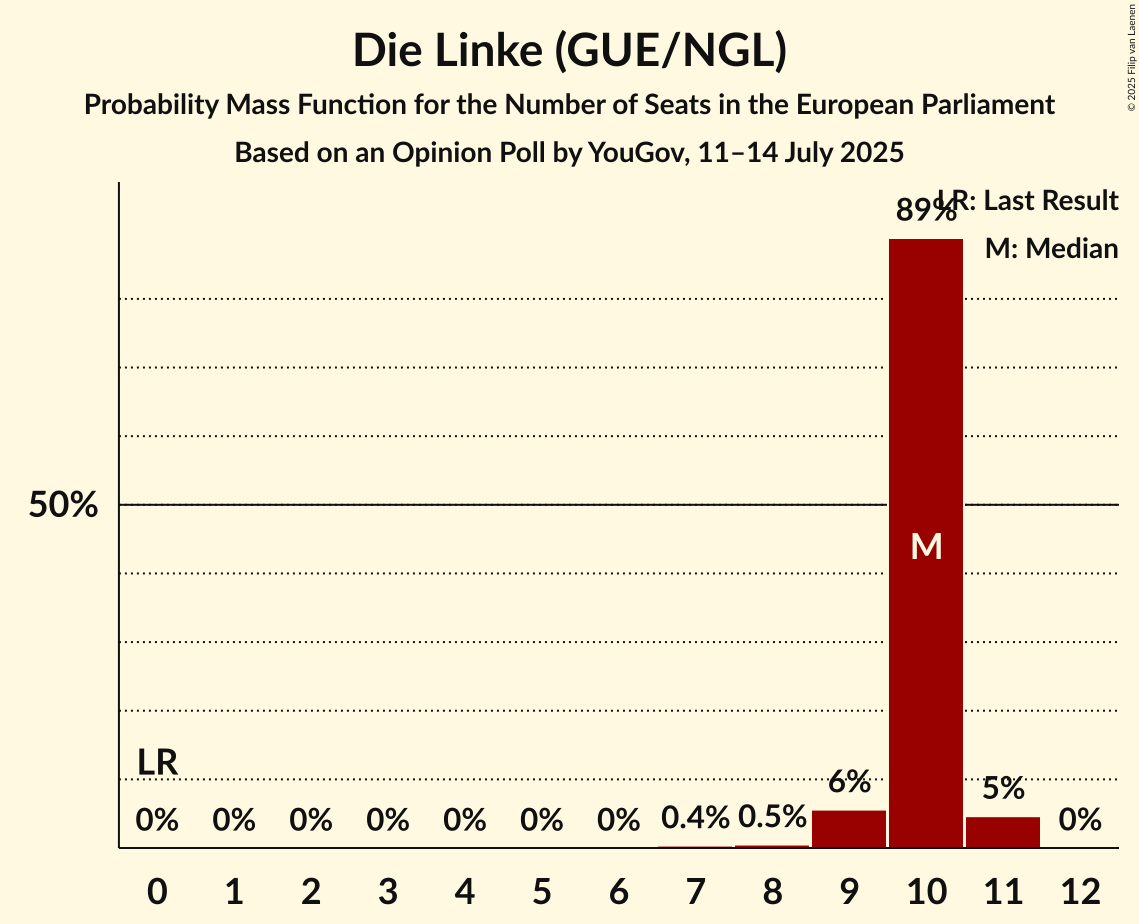 Die Linke (GUE/NGL)
Probability Mass Function for the Number of Seats in the European Parliament
Based on an Opinion Poll by YouGov, 11–14 July 2025
© 2025 Filip van Laenen
LR: Last Result
M: Median
89%
50%
M
LR
0% 0% 0% 0% 0% 0% 0% 0.4% 0.5% 6% 5% 0%
0 1 2 3 4 5 6 7 8 9 10 11 12